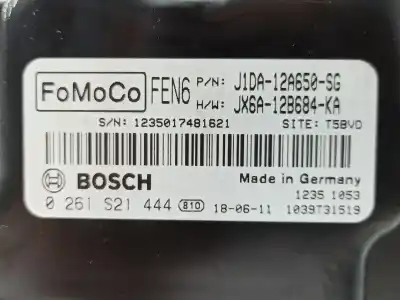 FoMoCo FEN6 P/N: J1DA-12A650-SG
H/W: JX6A-12B684-KA
S/N: 1235017481621 SITE: T5BVD
BOSCH Made in Germany
1235 1053
0 261 S21 444 810 18-06-11 1039T31519